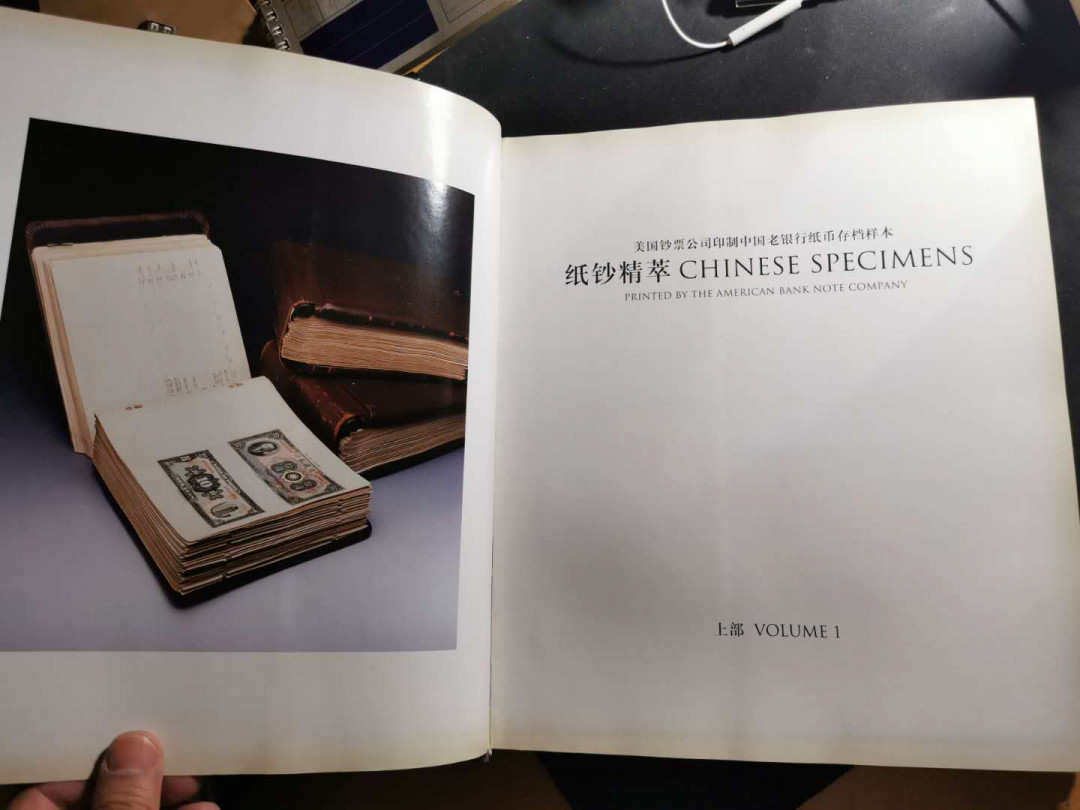 美国钞票公司印制中国老银行纸币存档样本
纸钞精萃 CHINESE SPECIMENS
PRINTED BY THE AMERICAN BANK NOTE COMPANY
上部 VOLUME 1